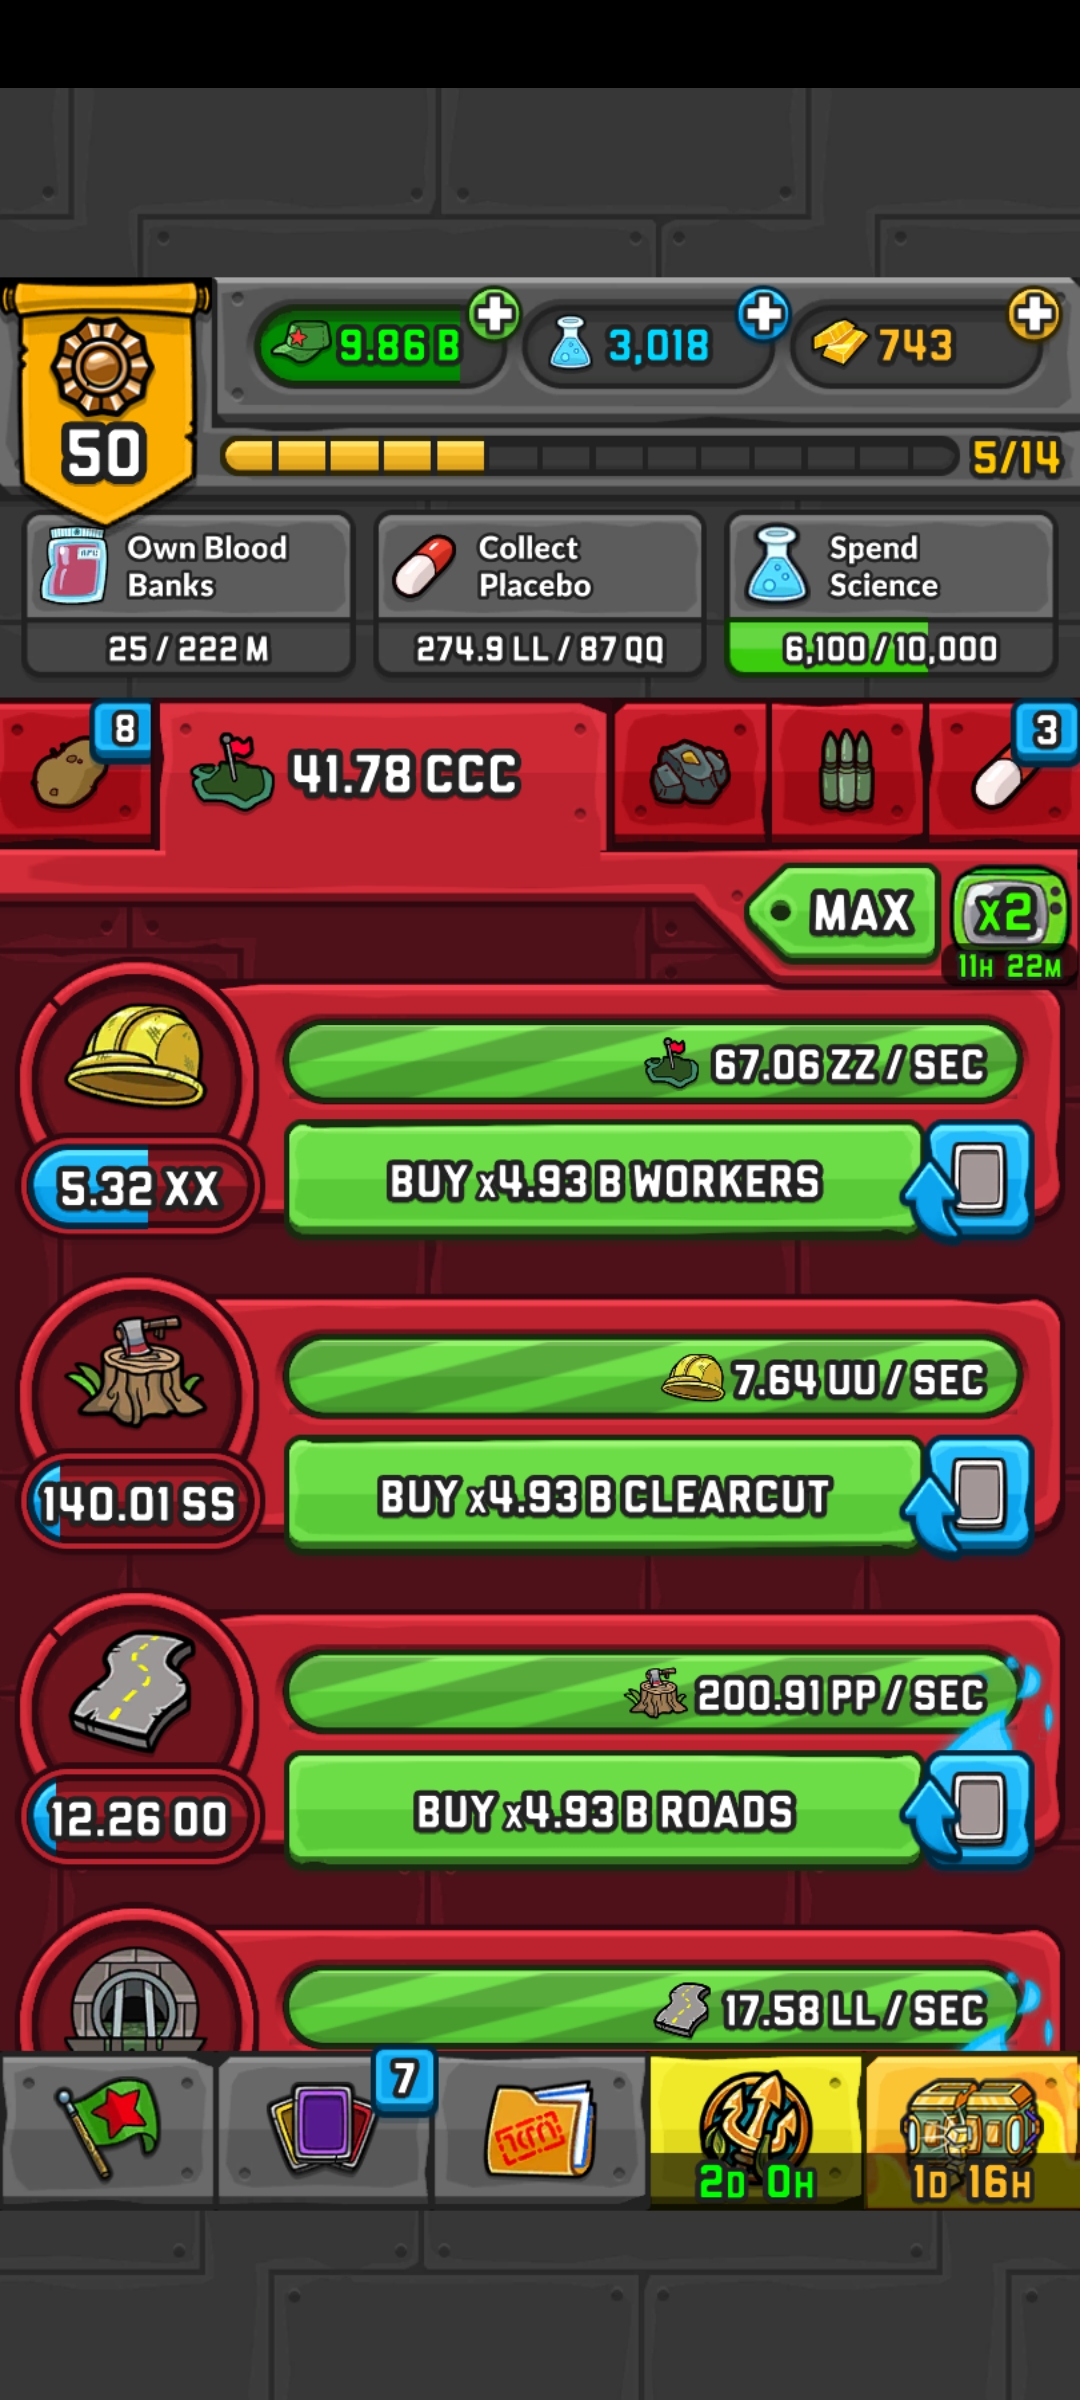 9.86 B
3,018
743
50
5/14
Own Blood
Banks
25 / 222 M
Collect
Placebo
274.9 LL / 87 QQ
Spend
Science
6,100 / 10,000
8
41.78 CCC
3
MAX
x2
11H 22M
67.06 ZZ / SEC
5.32 XX
BUY x4.93 B WORKERS
7.64 UU / SEC
140.01 SS
BUY x4.93 B CLEARCUT
200.91 PP / SEC
12.26 OO
BUY x4.93 B ROADS
17.58 LL / SEC
7
2D 0H
1D 16H